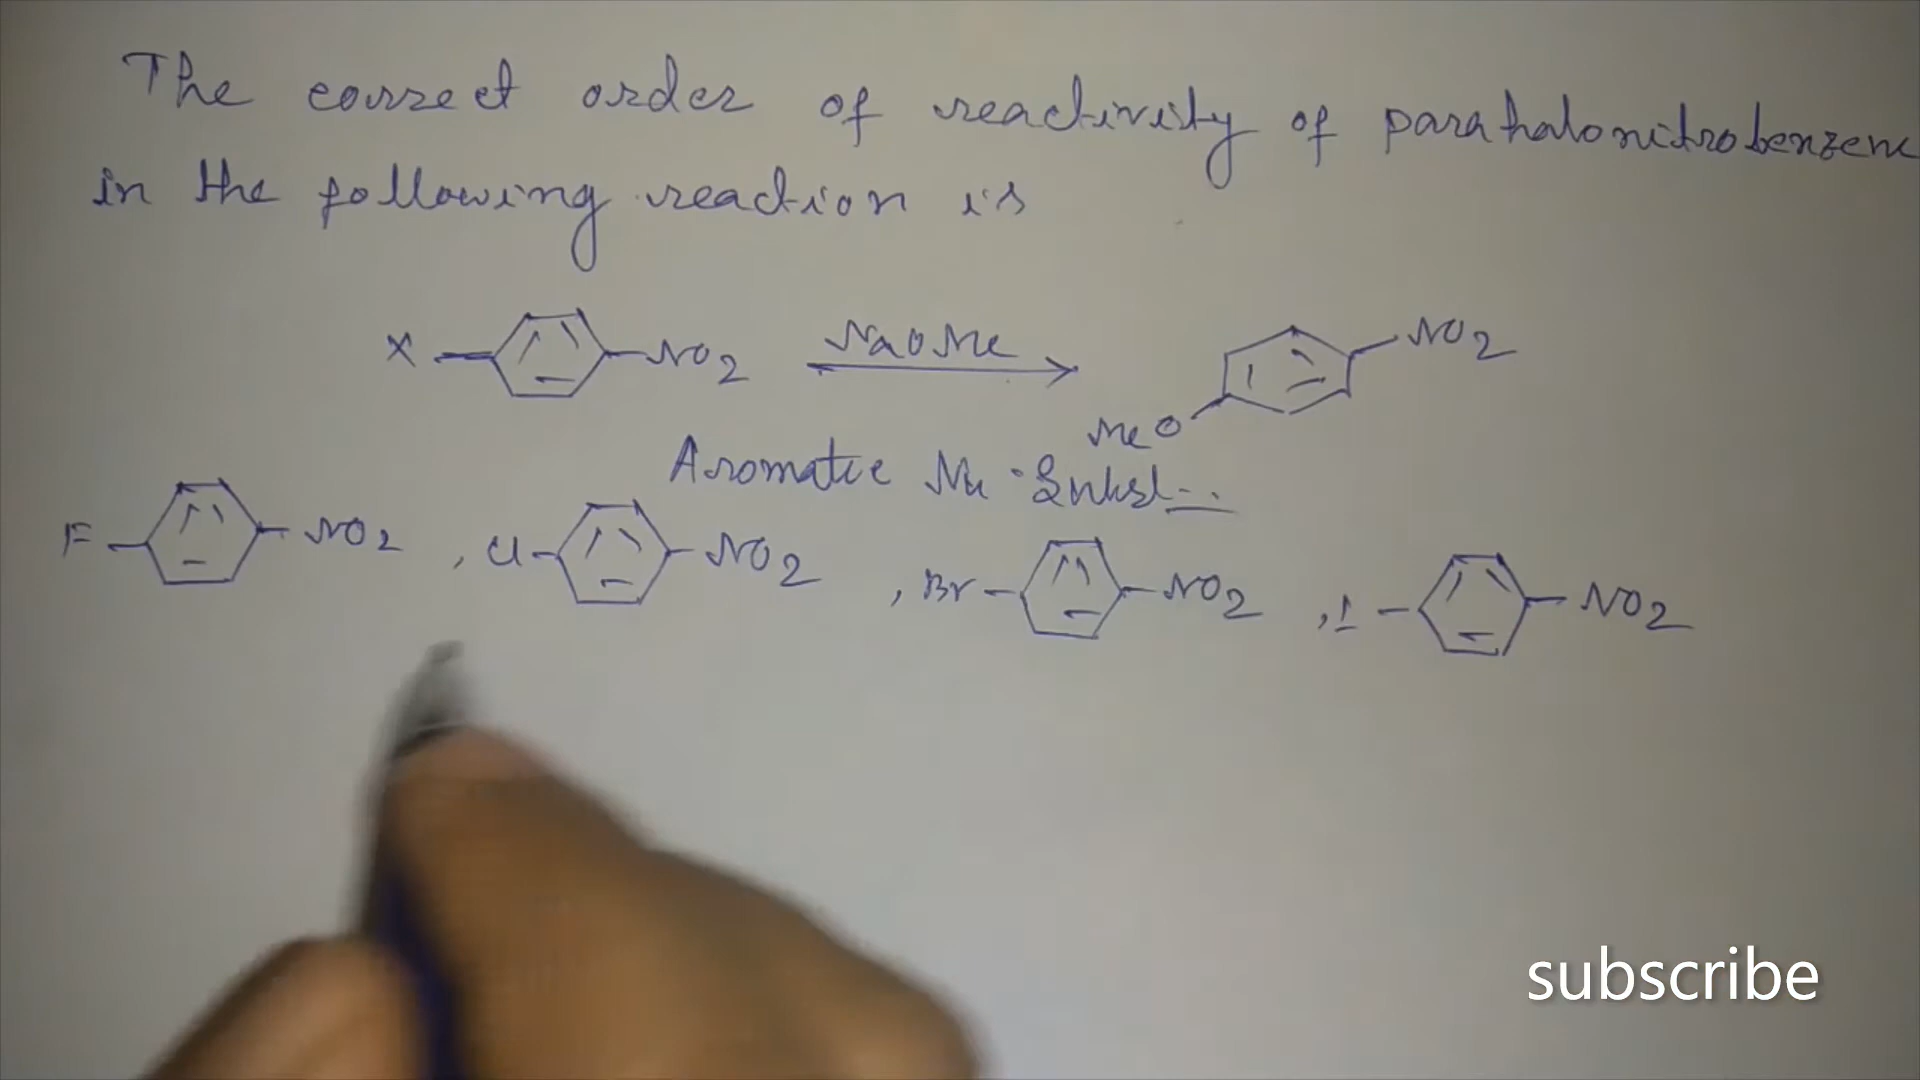 The correct order of reactivity of parahalonitrobenzene
in the following reaction is
X NO2 NaOMe NO2
MeO
Aromatic Nu. Subst...
F NO2 , Cl NO2 , Br NO2 , I NO2
subscribe